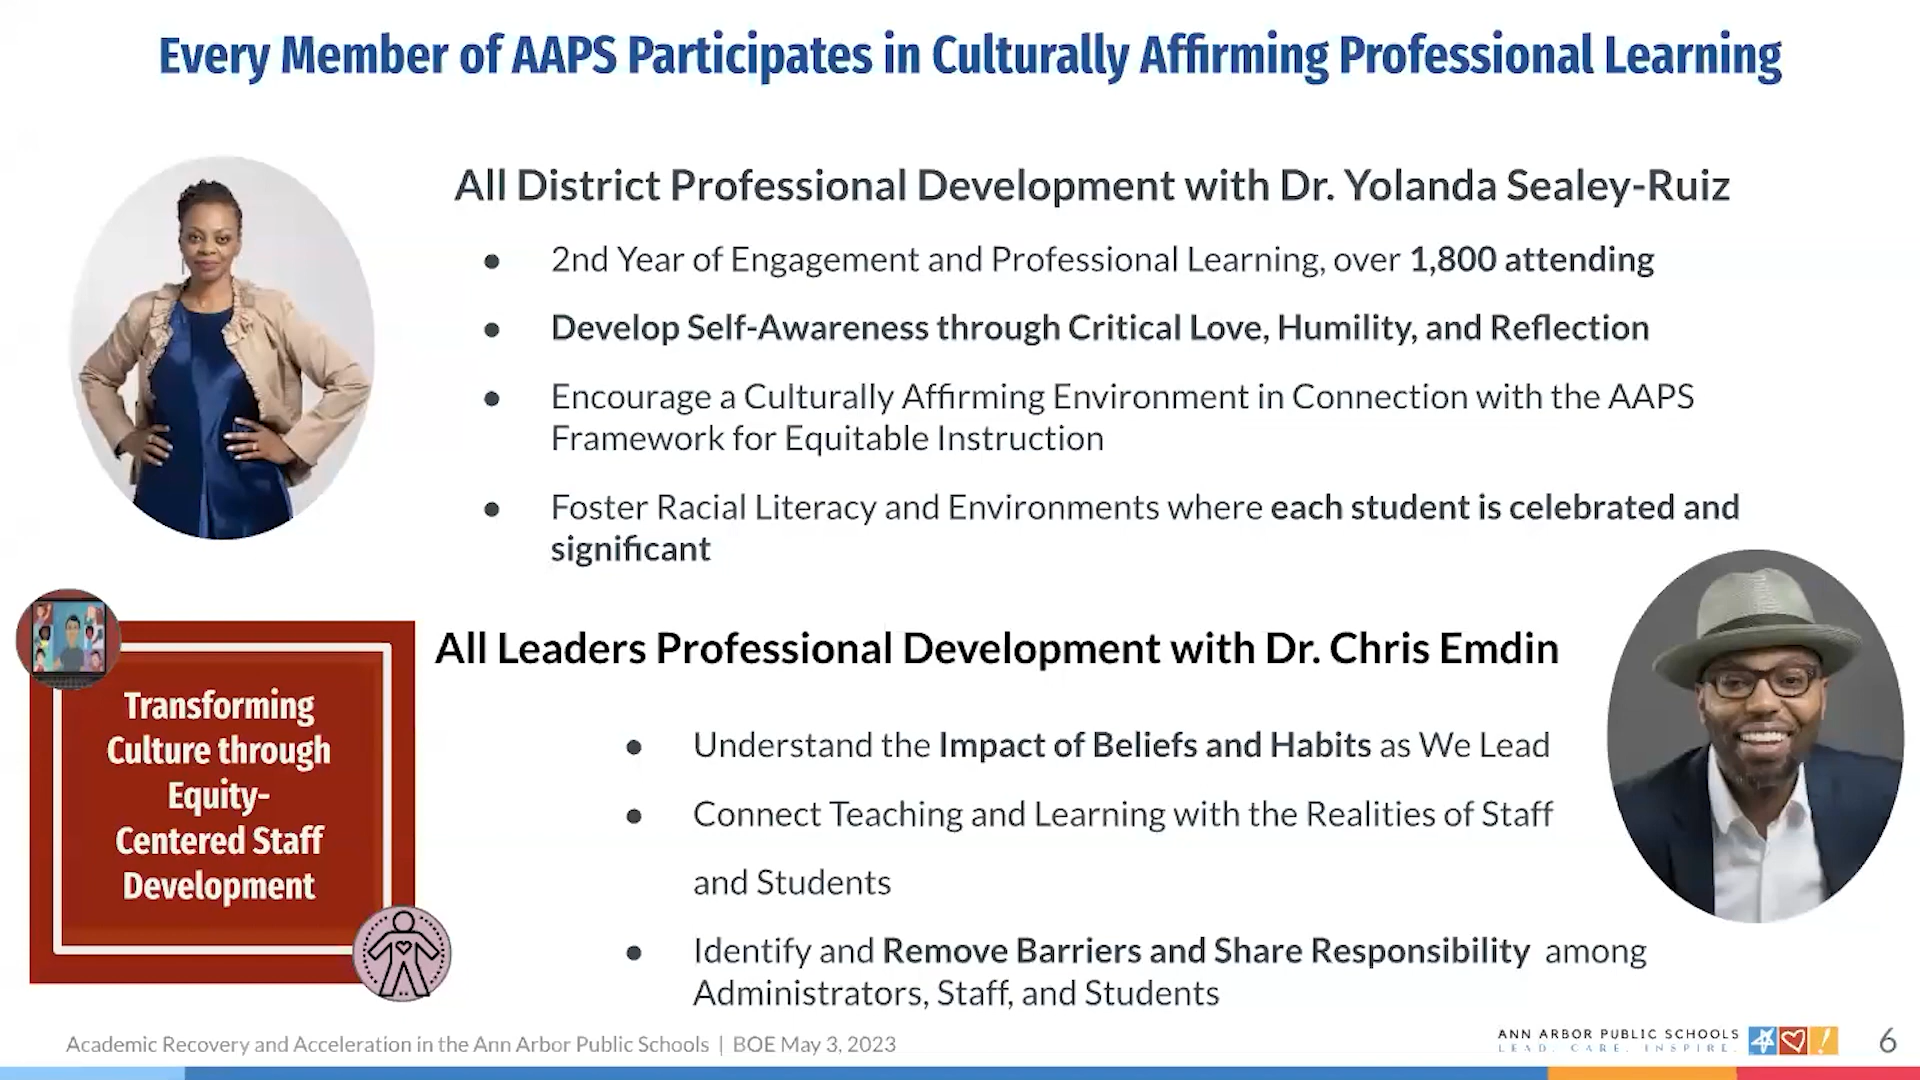 Every Member of AAPS Participates in Culturally Affirming Professional Learning
All District Professional Development with Dr. Yolanda Sealey-Ruiz
● 2nd Year of Engagement and Professional Learning, over 1,800 attending
● Develop Self-Awareness through Critical Love, Humility, and Reflection
● Encourage a Culturally Affirming Environment in Connection with the AAPS
Framework for Equitable Instruction
● Foster Racial Literacy and Environments where each student is celebrated and
significant
Transforming
Culture through
Equity-
Centered Staff
Development
All Leaders Professional Development with Dr. Chris Emdin
● Understand the Impact of Beliefs and Habits as We Lead
● Connect Teaching and Learning with the Realities of Staff
and Students
● Identify and Remove Barriers and Share Responsibility among
Administrators, Staff, and Students
Academic Recovery and Acceleration in the Ann Arbor Public Schools | BOE May 3, 2023
ANN ARBOR PUBLIC SCHOOLS
LEAD. CARE. INSPIRE.
6